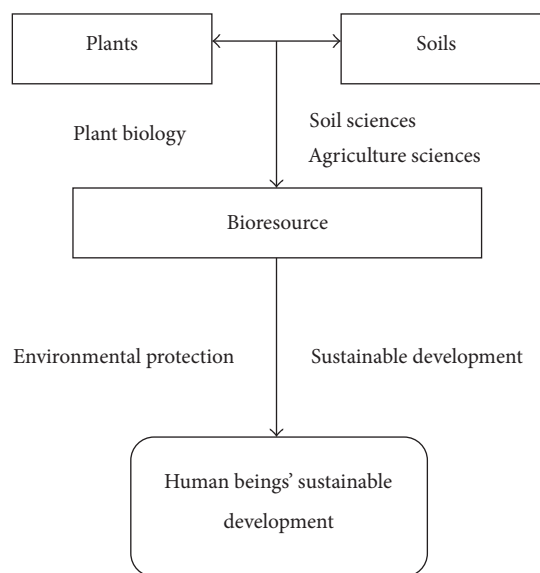 Plants
Soils
Plant biology
Soil sciences
Agriculture sciences
Bioresource
Environmental protection
Sustainable development
Human beings’ sustainable
development